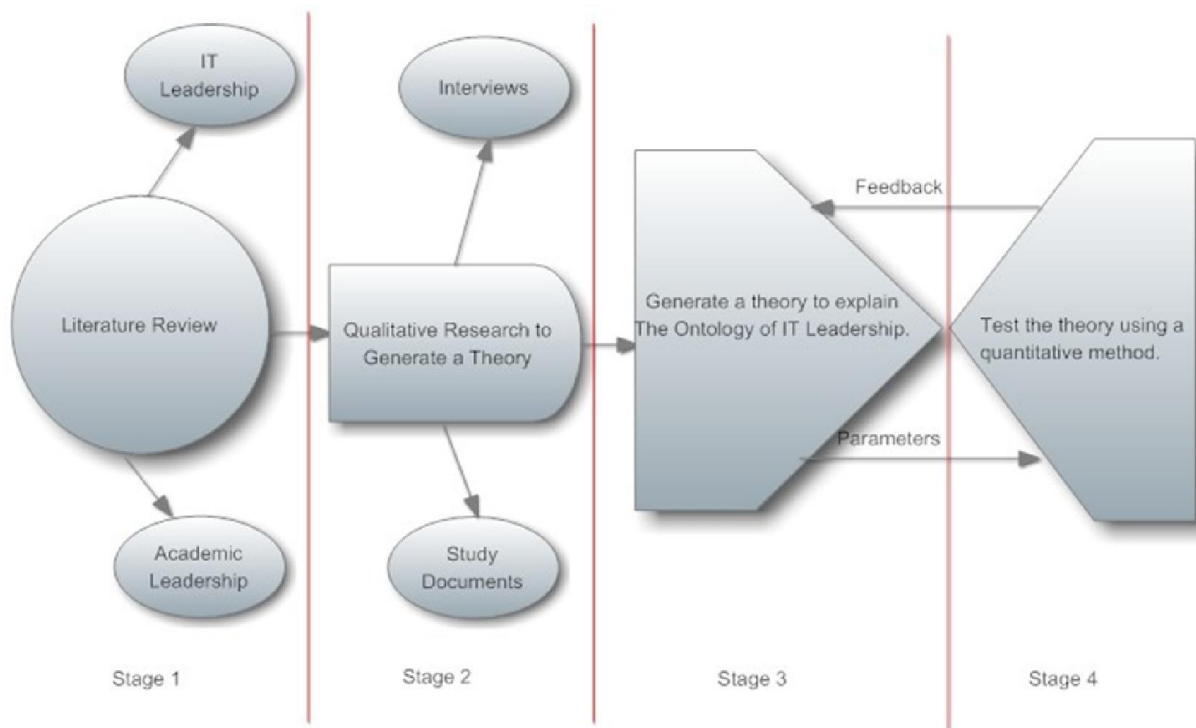 IT
Leadership
Literature Review
Academic
Leadership
Stage 1
Interviews
Qualitative Research to
Generate a Theory
Study
Documents
Stage 2
Generate a theory to explain
The Ontology of IT Leadership.
Stage 3
Feedback
Parameters
Test the theory using a
quantitative method.
Stage 4